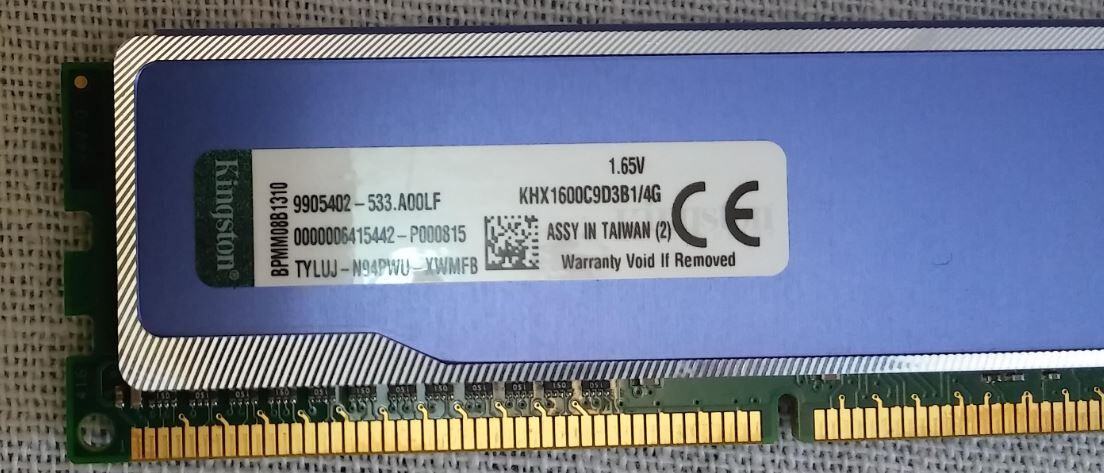 Kingston®
BPMM08B1310
9905402-533.A00LF
0000006415442-P000815
TYLUJ-N94PWU-XWMFB
1.65V
KHX1600C9D3B1/4G
ASSY IN TAIWAN (2)
CE
Warranty Void If Removed
151